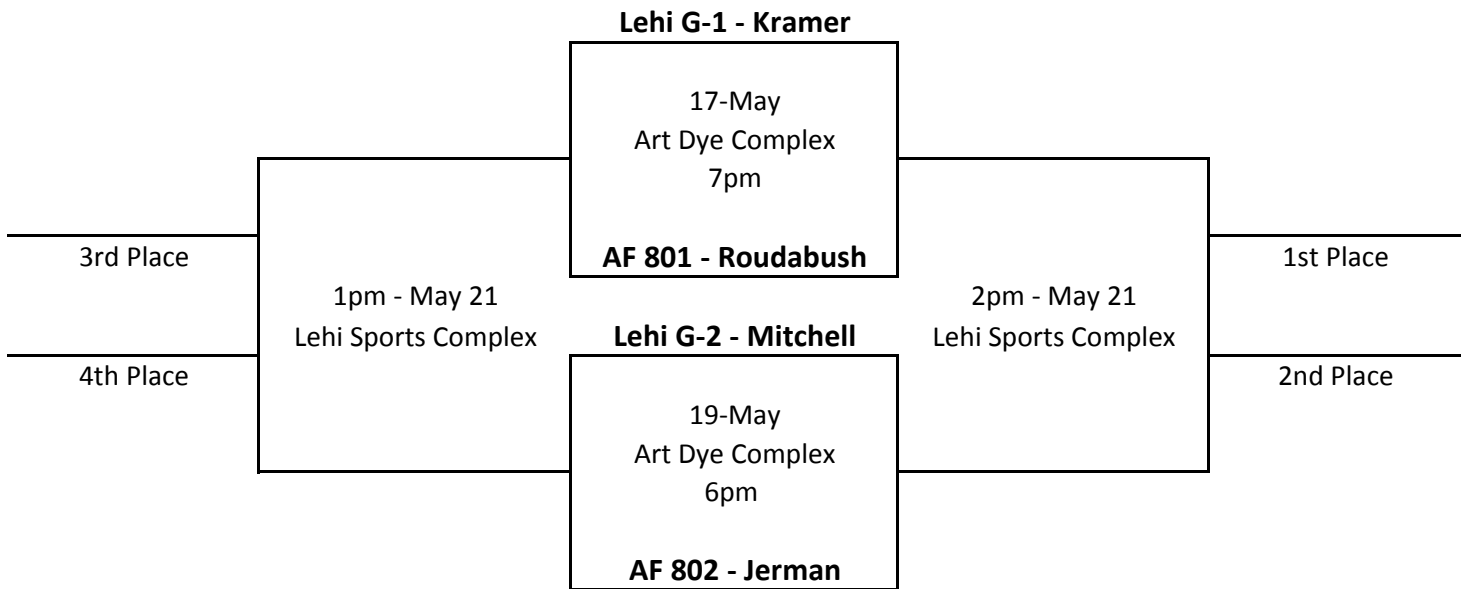 Lehi G-1 - Kramer
17-May
Art Dye Complex
7pm
AF 801 - Roudabush
3rd Place
4th Place
1pm - May 21
Lehi Sports Complex
2pm - May 21
Lehi Sports Complex
1st Place
2nd Place
Lehi G-2 - Mitchell
19-May
Art Dye Complex
6pm
AF 802 - Jerman